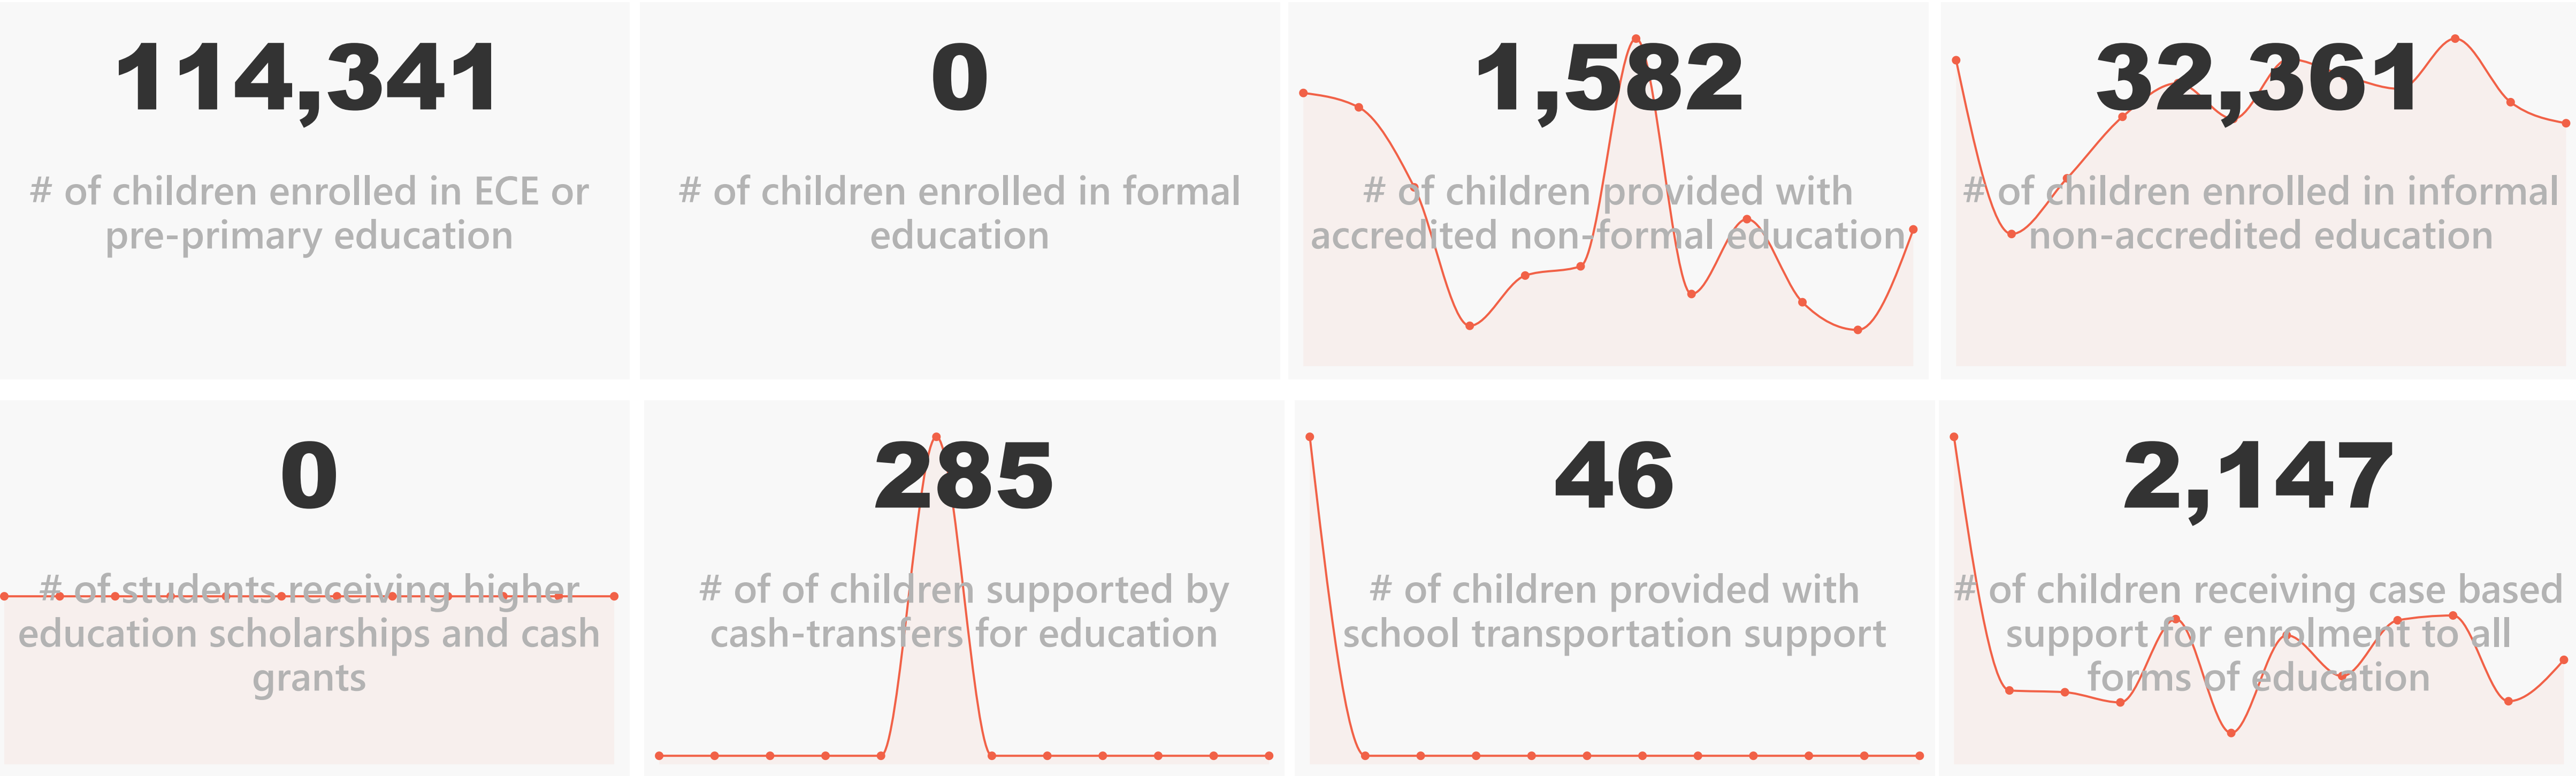 114,341
# of children enrolled in ECE or
pre-primary education
0
# of children enrolled in formal
education
1,582
# of children provided with
accredited non-formal education
32,361
# of children enrolled in informal
non-accredited education
0
# of students receiving higher
education scholarships and cash
grants
285
# of of children supported by
cash-transfers for education
46
# of children provided with
school transportation support
2,147
# of children receiving case based
support for enrolment to all
forms of education